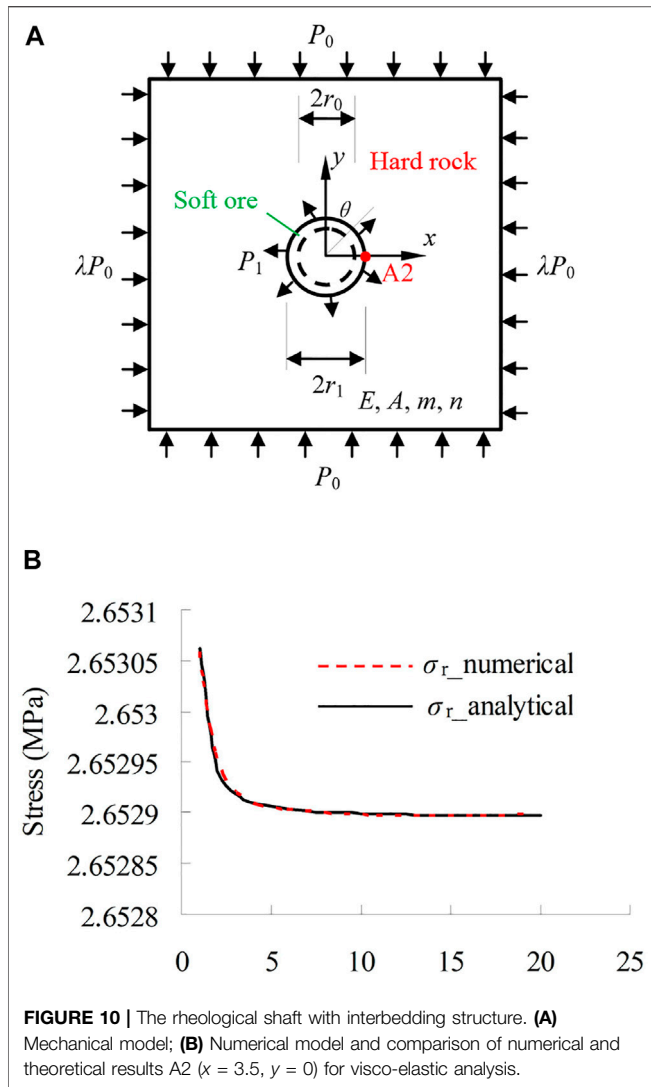 A
P₀
2r₀
y
Hard rock
Soft ore
θ
x
λP₀
P₁
A2
λP₀
2r₁
E, A, m, n
P₀
B
2.6531
2.65305
2.653
2.65295
2.6529
2.65285
2.6528
Stress (MPa)
σr_numerical
σr_analytical
0 5 10 15 20 25
FIGURE 10 | The rheological shaft with interbedding structure. (A)
Mechanical model; (B) Numerical model and comparison of numerical and
theoretical results A2 (x = 3.5, y = 0) for visco-elastic analysis.